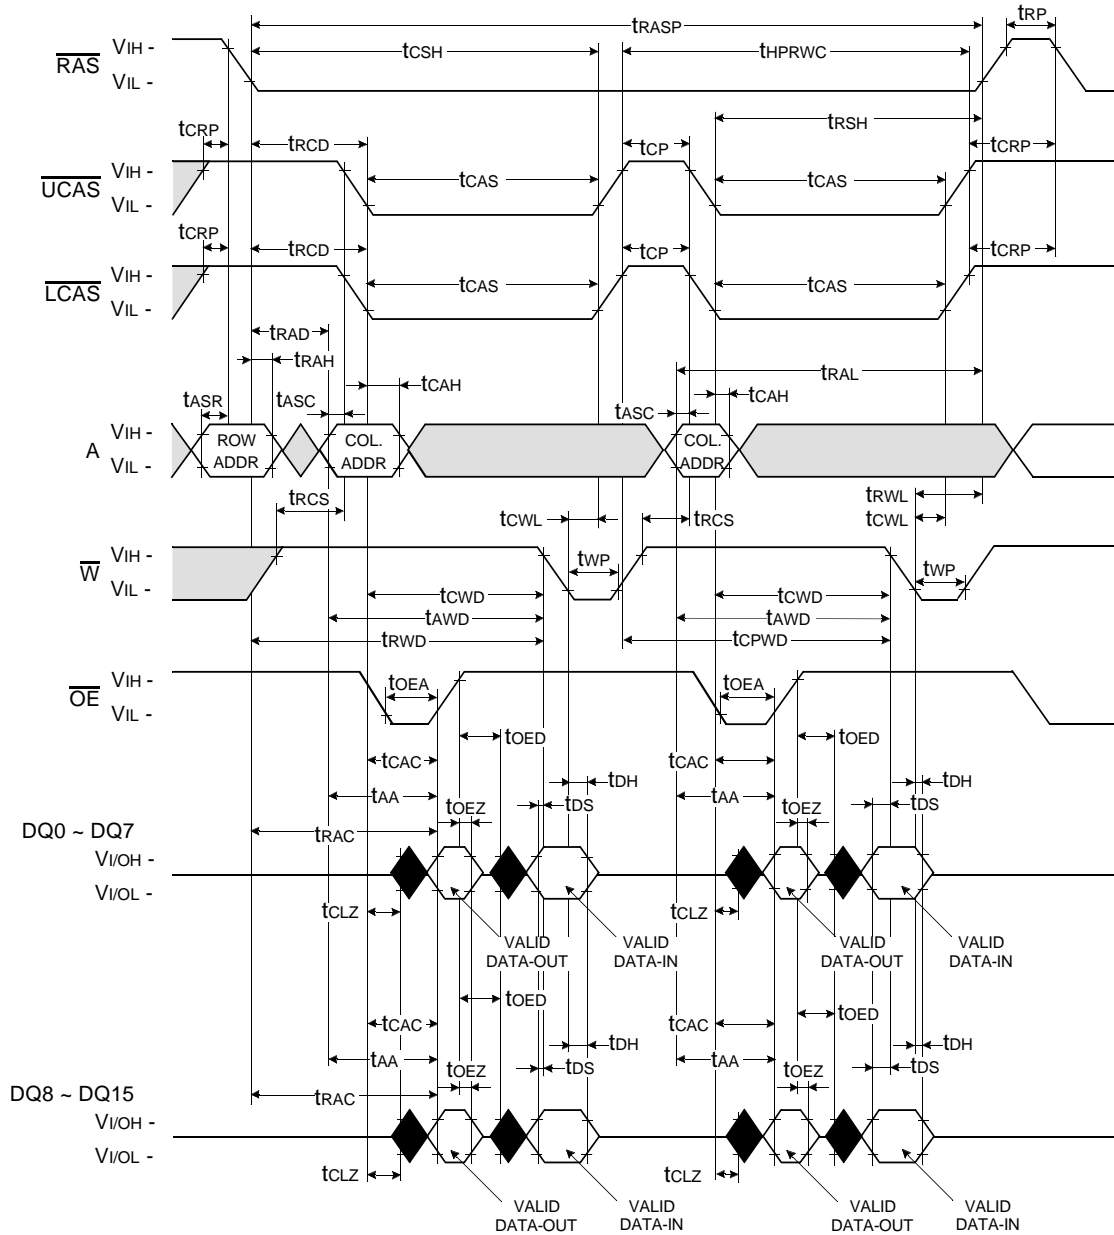 tRASP
tRP
RAS
VIH -
VIL -
tCSH
tHPRWC
tRSH
tCRP
tRCD
tCP
tCRP
UCAS
VIH -
VIL -
tCAS
tCAS
tCRP
tRCD
tCP
tCRP
LCAS
VIH -
VIL -
tCAS
tCAS
tRAD
tRAH
tCAH
tRAL
tCAH
tASR
tASC
tASC
A
VIH -
VIL -
ROW
ADDR
COL.
ADDR
COL.
ADDR
tRCS
tCWL
tRCS
tRWL
tCWL
W
VIH -
VIL -
tWP
tWP
tCWD
tCWD
tAWD
tAWD
tRWD
tCPWD
OE
VIH -
VIL -
tOEA
tOEA
tOED
tOED
tCAC
tCAC
tDH
tDH
tAA
tAA
tOEZ
tDS
tOEZ
tDS
tRAC
DQ0 ~ DQ7
VI/OH -
VI/OL -
tCLZ
tCLZ
VALID
DATA-OUT
VALID
DATA-IN
VALID
DATA-OUT
VALID
DATA-IN
tOED
tOED
tCAC
tCAC
tDH
tDH
tAA
tAA
tOEZ
tDS
tOEZ
tDS
tRAC
DQ8 ~ DQ15
VI/OH -
VI/OL -
tCLZ
tCLZ
VALID
DATA-OUT
VALID
DATA-IN
VALID
DATA-OUT
VALID
DATA-IN